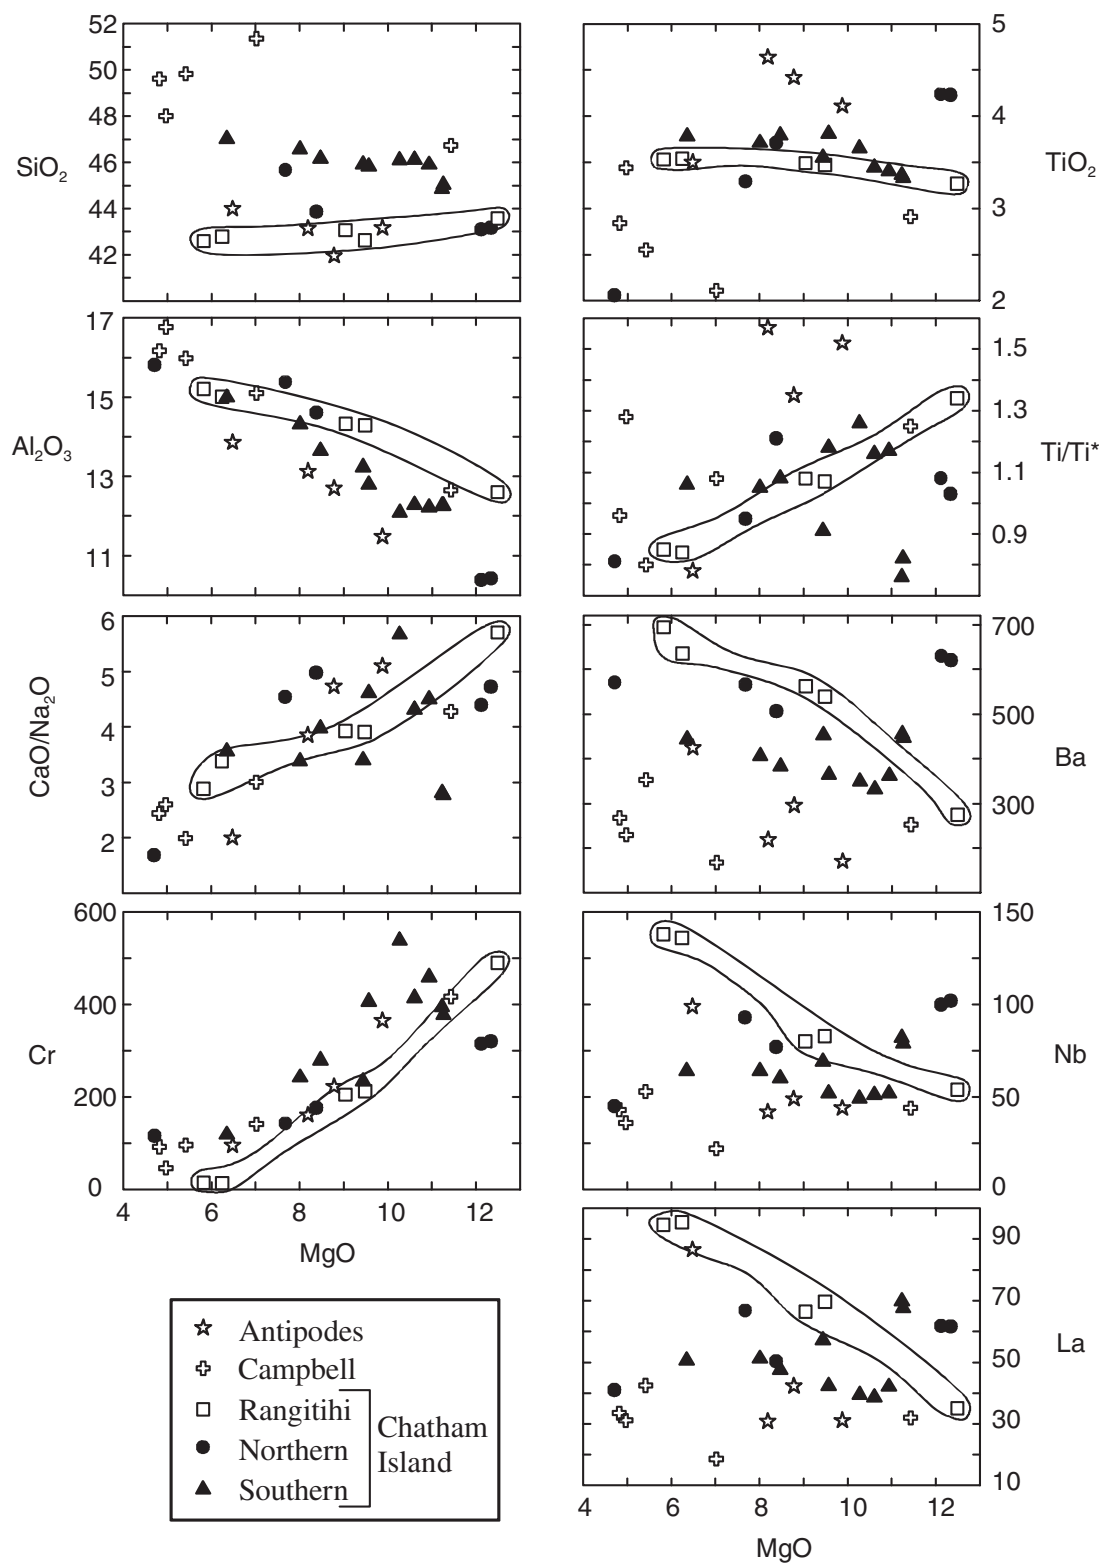 52
50
48
46
44
42
SiO₂
5
4
3
2
TiO₂
17
15
13
11
Al₂O₃
1.5
1.3
1.1
0.9
Ti/Ti*
6
5
4
3
2
CaO/Na₂O
700
500
300
Ba
600
400
200
0
Cr
4 6 8 10 12
MgO
150
100
50
0
Nb
90
70
50
30
10
La
4 6 8 10 12
MgO
Antipodes
Campbell
Rangitihi
Northern
Southern
Chatham
Island